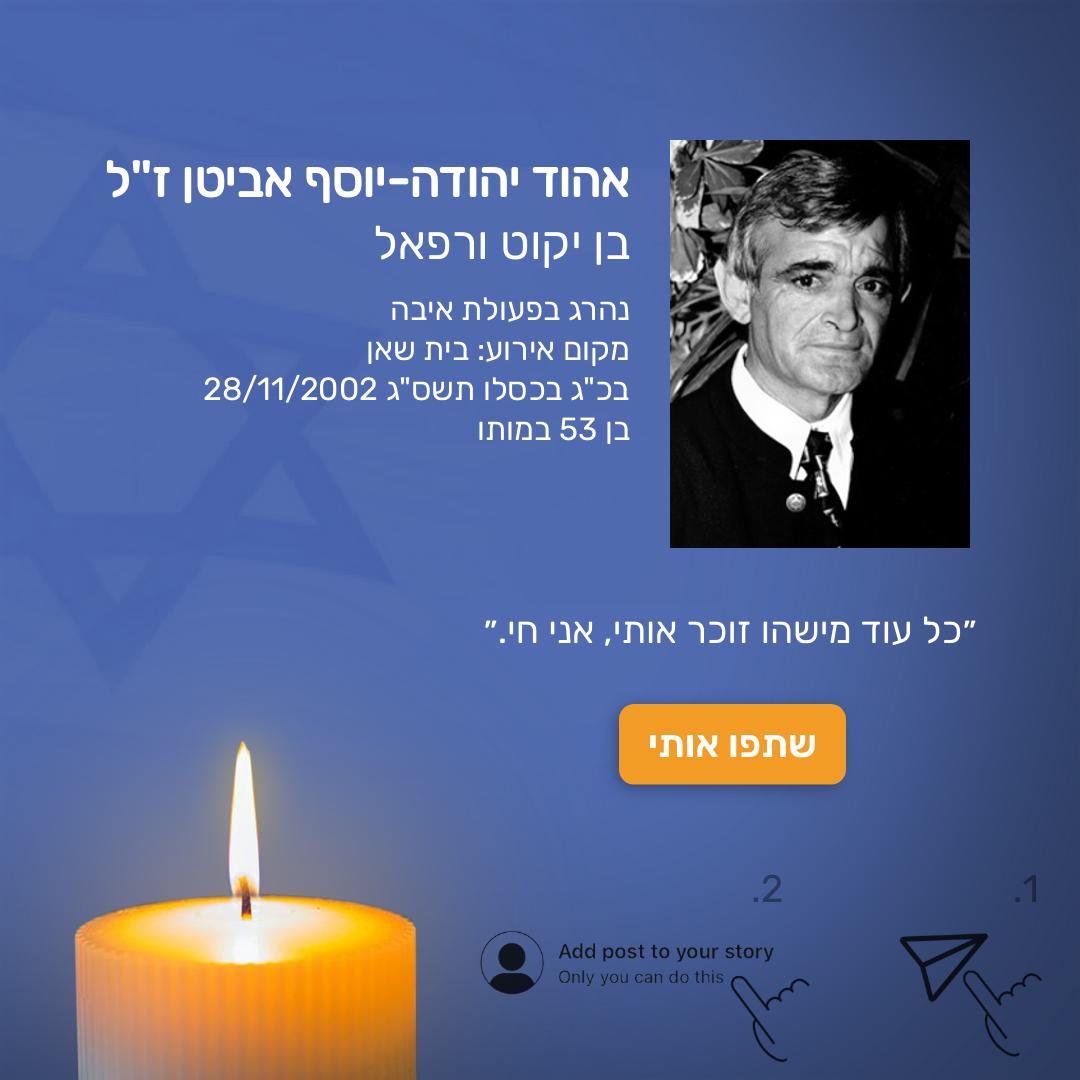 אהוד יהודה-יוסף אביטן ז"ל
בן יקוט ורפאל
נהרג בפעולת איבה
מקום אירוע: בית שאן
בכ"ג בכסלו תשס"ג 28/11/2002
בן 53 במותו
״כל עוד מישהו זוכר אותי, אני חי.״
שתפו אותי
1.
2.
Add post to your story
Only you can do this